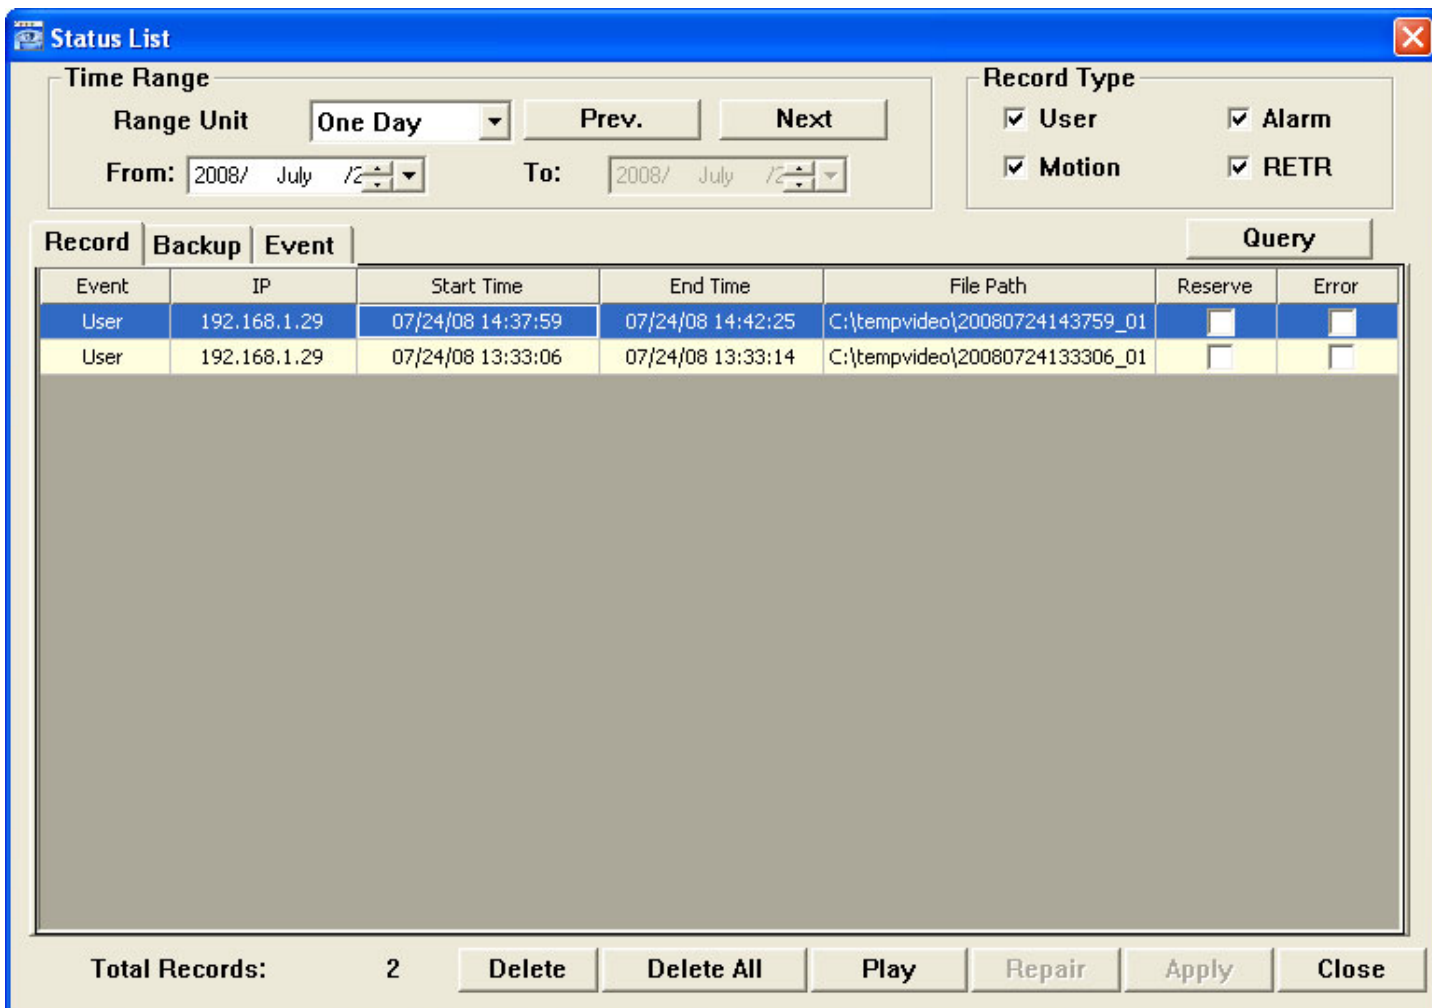 Status List
Time Range
Record Type
Range Unit One Day Prev. Next
User Alarm
From: 2008/ July /2 To: 2008/ July /2
Motion RETR
Record Backup Event Query
Event IP Start Time End Time File Path Reserve Error
User 192.168.1.29 07/24/08 14:37:59 07/24/08 14:42:25 C:\tempvideo\20080724143759_01
User 192.168.1.29 07/24/08 13:33:06 07/24/08 13:33:14 C:\tempvideo\20080724133306_01
Total Records: 2 Delete Delete All Play Repair Apply Close